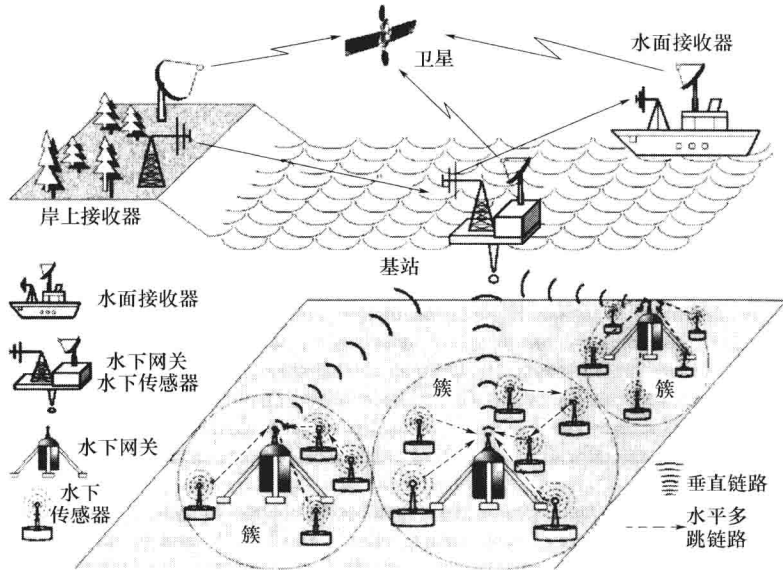 水面接收器
卫星
岸上接收器
基站
水面接收器
水下网关
水下传感器
水下网关
水下
传感器
簇
簇
簇
垂直链路
水平多
跳链路